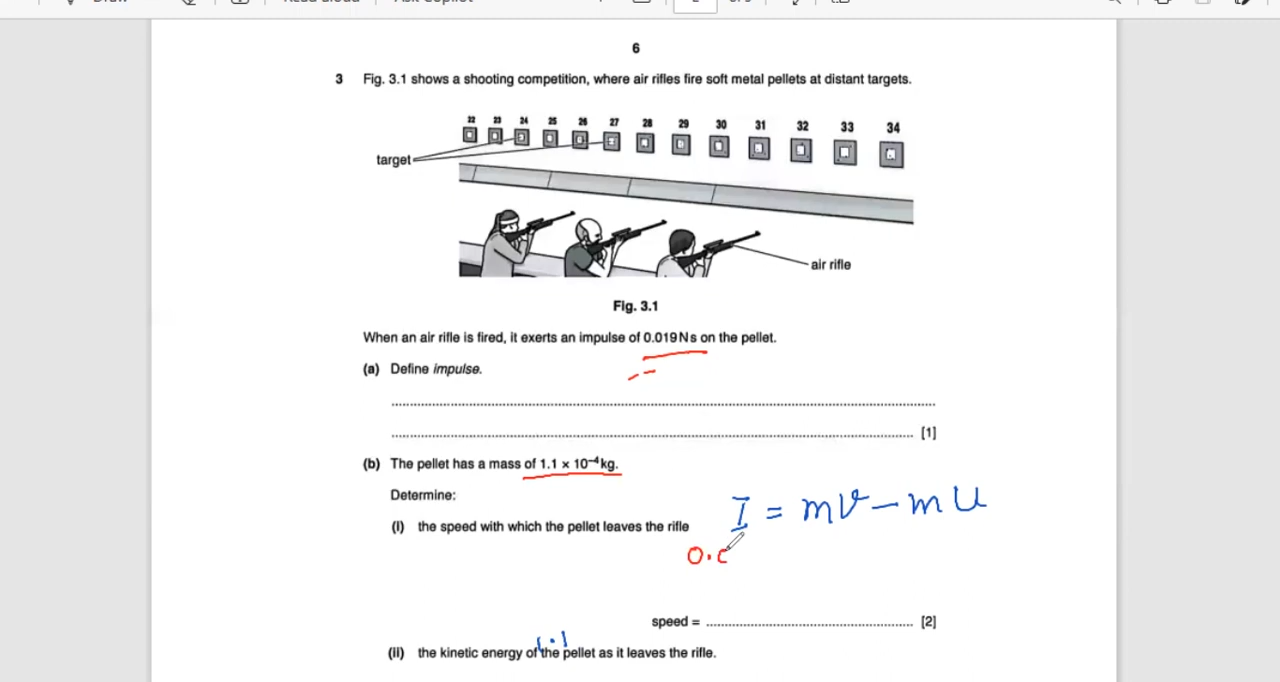 6
3 Fig. 3.1 shows a shooting competition, where air rifles fire soft metal pellets at distant targets.
22 23 24 25 26 27 28 29 30 31 32 33 34
target
air rifle
Fig. 3.1
When an air rifle is fired, it exerts an impulse of 0.019 N s on the pellet.
(a) Define impulse.
[1]
(b) The pellet has a mass of 1.1 × 10⁻⁴ kg.
Determine:
I = mv - mu
(i) the speed with which the pellet leaves the rifle
0.0
speed = ........................................ [2]
(ii) the kinetic energy of the pellet as it leaves the rifle.